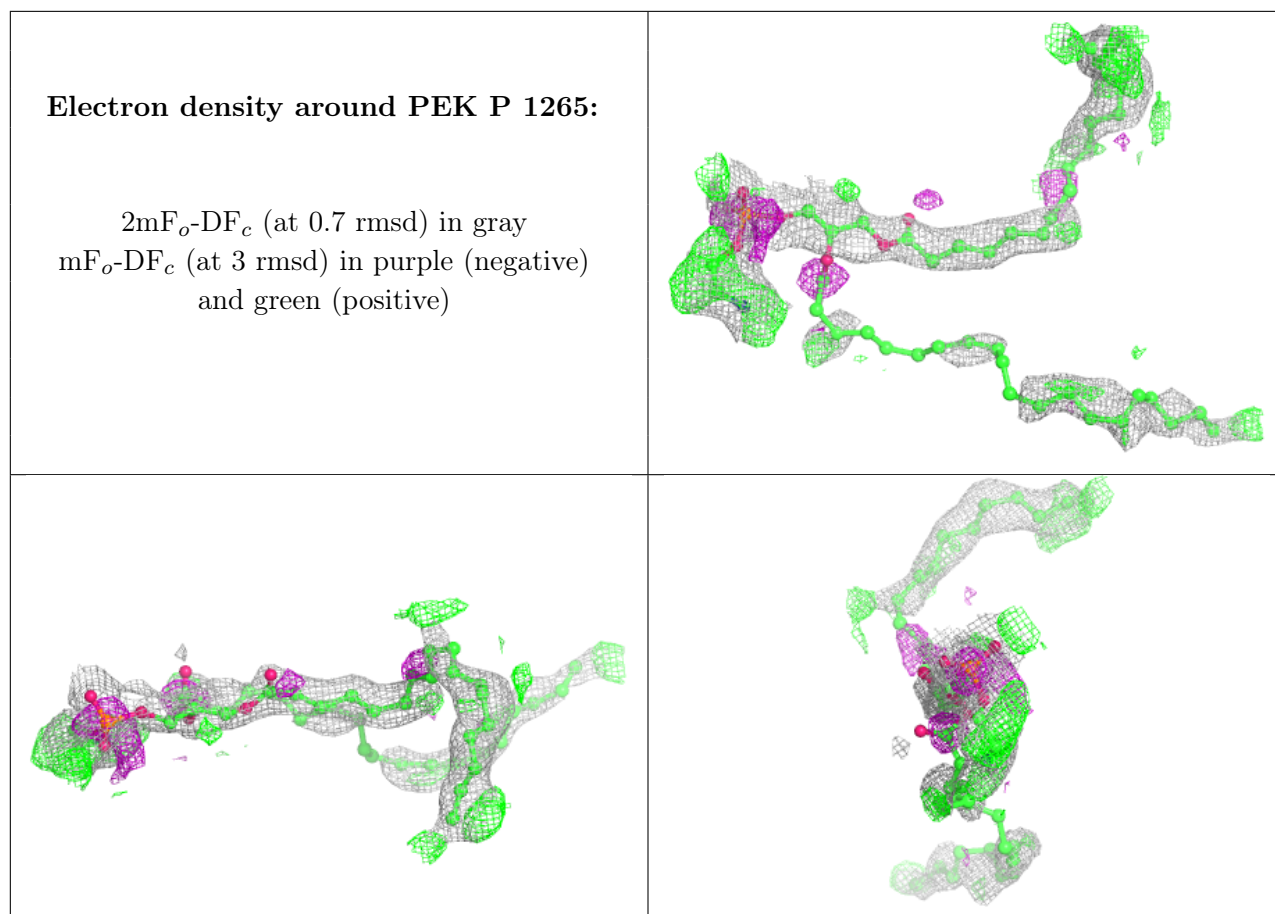 Electron density around PEK P 1265:
2mFo-DFc (at 0.7 rmsd) in gray
mFo-DFc (at 3 rmsd) in purple (negative)
and green (positive)